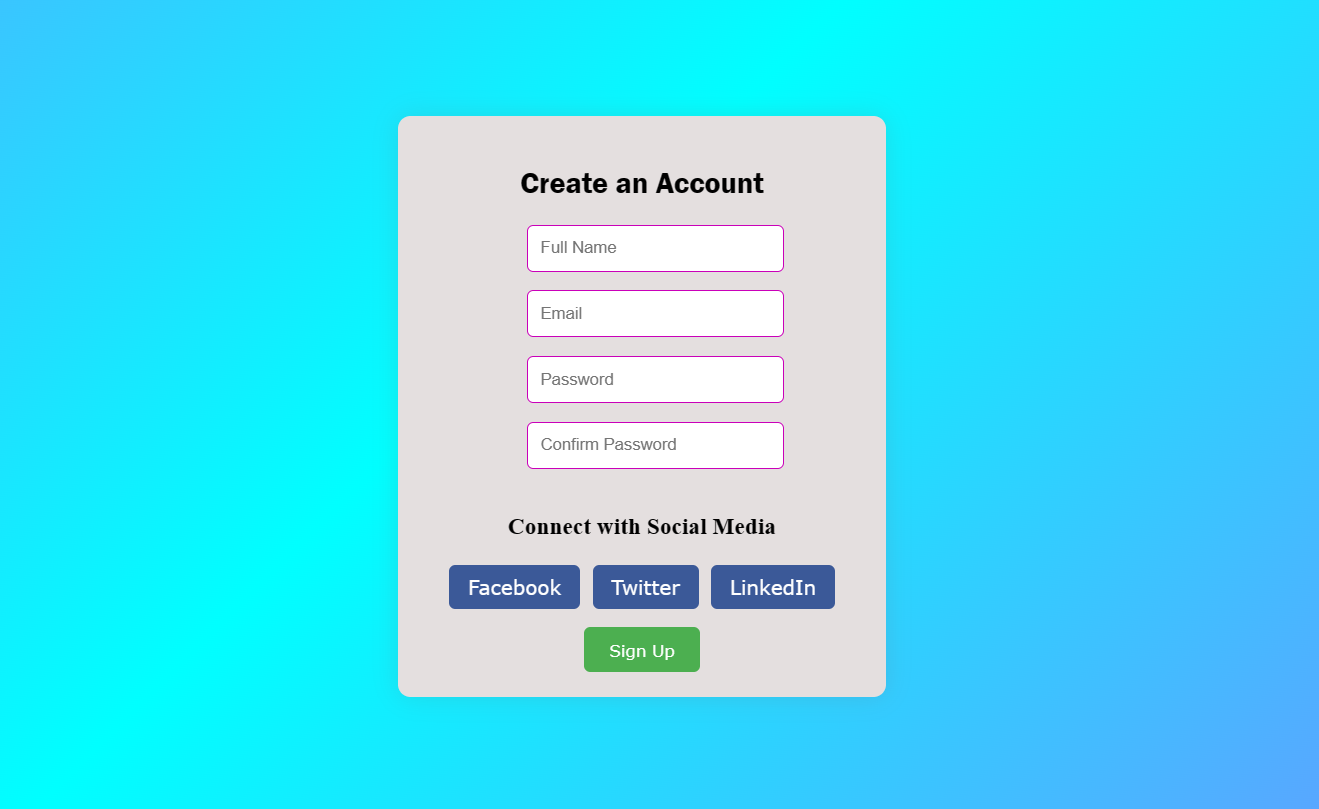 Create an Account
Full Name
Email
Password
Confirm Password
Connect with Social Media
Facebook Twitter LinkedIn
Sign Up